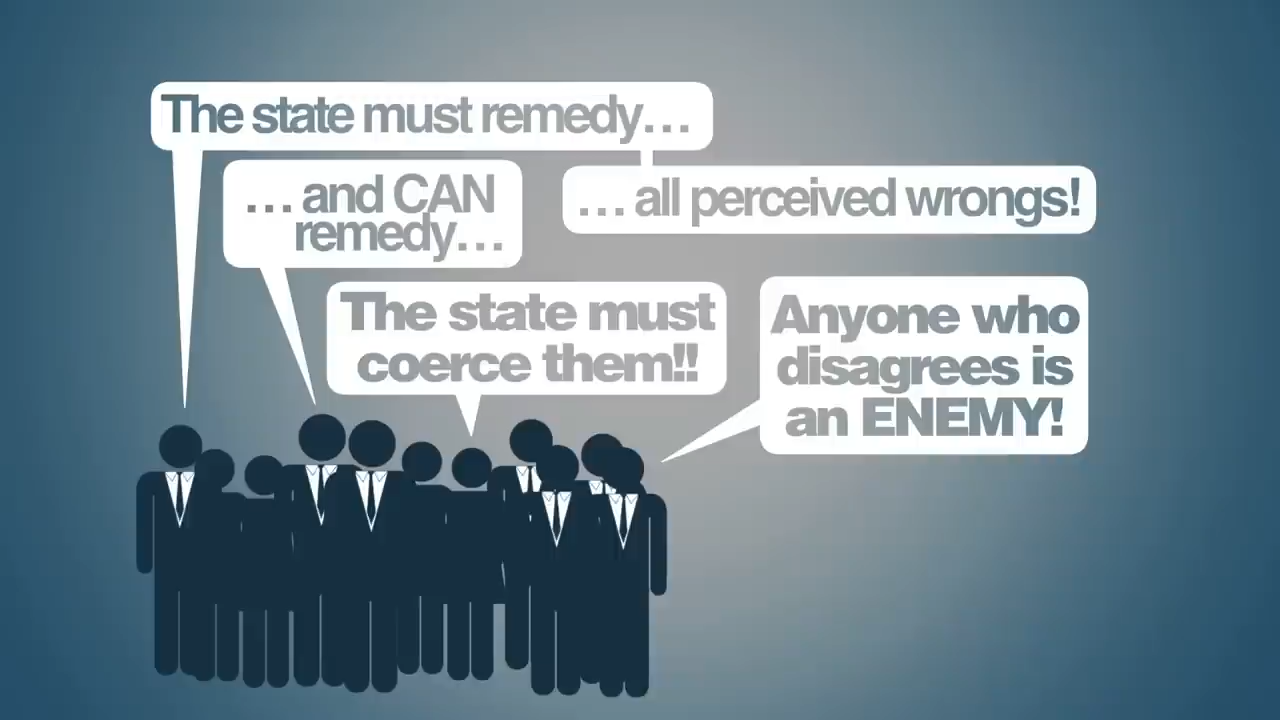 The state must remedy…
…and CAN
remedy…
…all perceived wrongs!
The state must
coerce them!!
Anyone who
disagrees is
an ENEMY!